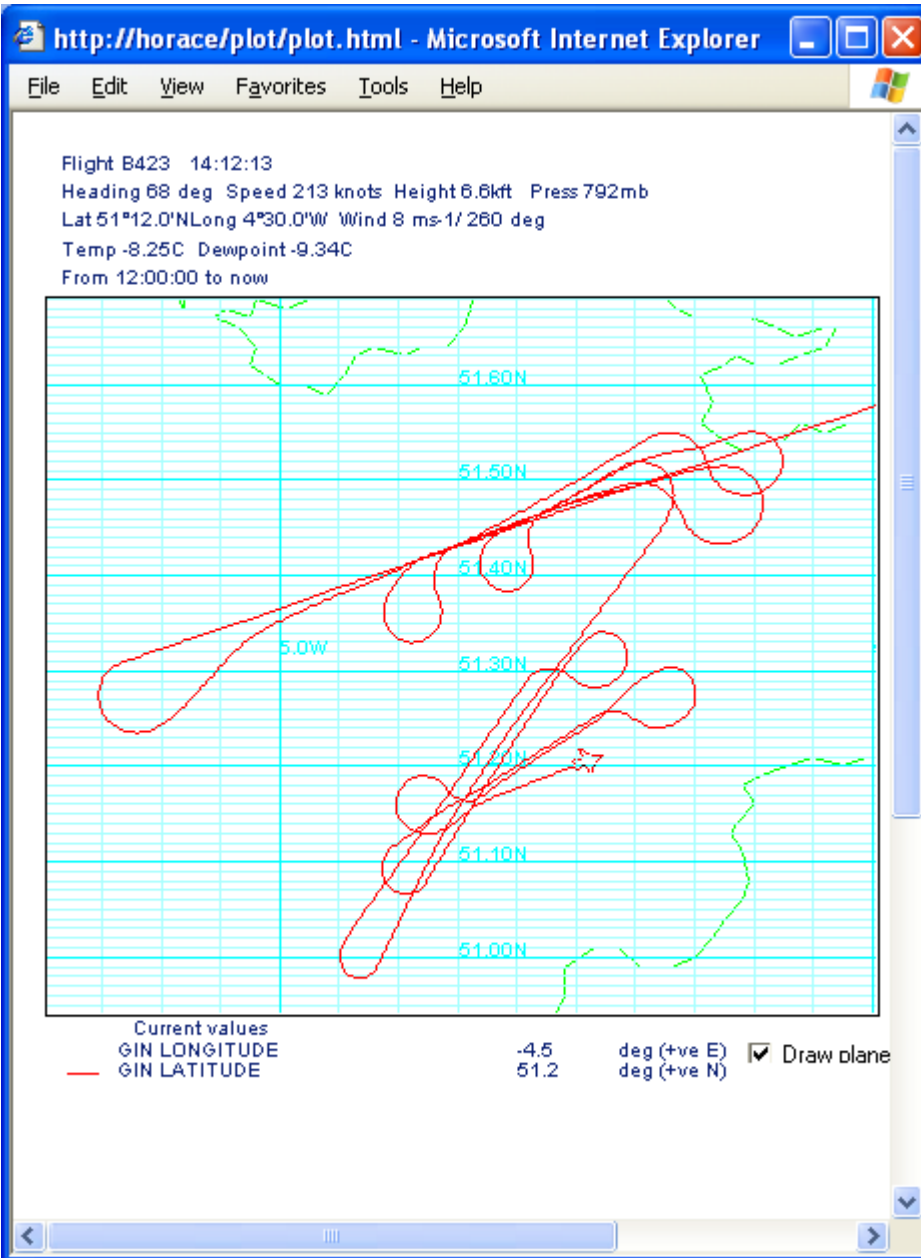 http://horace/plot/plot.html - Microsoft Internet Explorer
File Edit View Favorites Tools Help
Flight B423 14:12:13
Heading 68 deg Speed 213 knots Height 6.6kft Press 792mb
Lat 51°12.0'N Long 4°30.0'W Wind 8 ms-1/ 260 deg
Temp -8.25C Dewpoint -9.34C
From 12:00:00 to now
51.60N
51.50N
51.40N
5.0W
51.30N
51.20N
51.10N
51.00N
Current values
GIN LONGITUDE -4.5 deg (+ve E)
GIN LATITUDE 51.2 deg (+ve N)
Draw plane